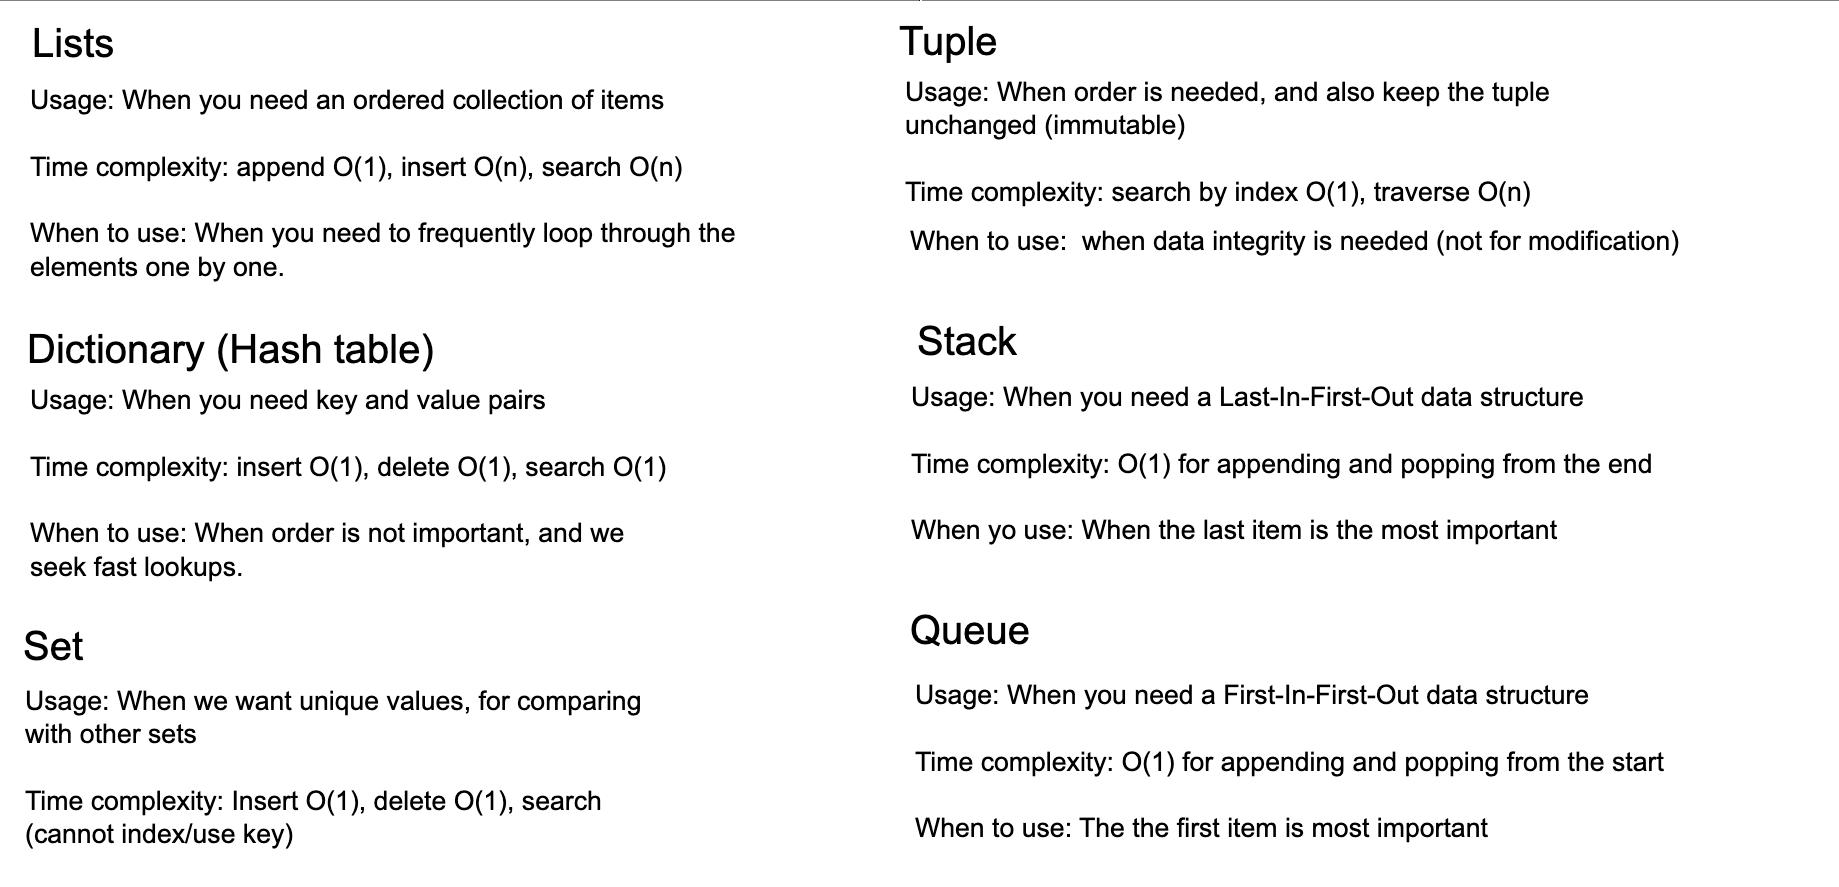 Lists
Usage: When you need an ordered collection of items
Time complexity: append O(1), insert O(n), search O(n)
When to use: When you need to frequently loop through the
elements one by one.
Dictionary (Hash table)
Usage: When you need key and value pairs
Time complexity: insert O(1), delete O(1), search O(1)
When to use: When order is not important, and we
seek fast lookups.
Set
Usage: When we want unique values, for comparing
with other sets
Time complexity: Insert O(1), delete O(1), search
(cannot index/use key)
Tuple
Usage: When order is needed, and also keep the tuple
unchanged (immutable)
Time complexity: search by index O(1), traverse O(n)
When to use:  when data integrity is needed (not for modification)
Stack
Usage: When you need a Last-In-First-Out data structure
Time complexity: O(1) for appending and popping from the end
When yo use: When the last item is the most important
Queue
Usage: When you need a First-In-First-Out data structure
Time complexity: O(1) for appending and popping from the start
When to use: The the first item is most important